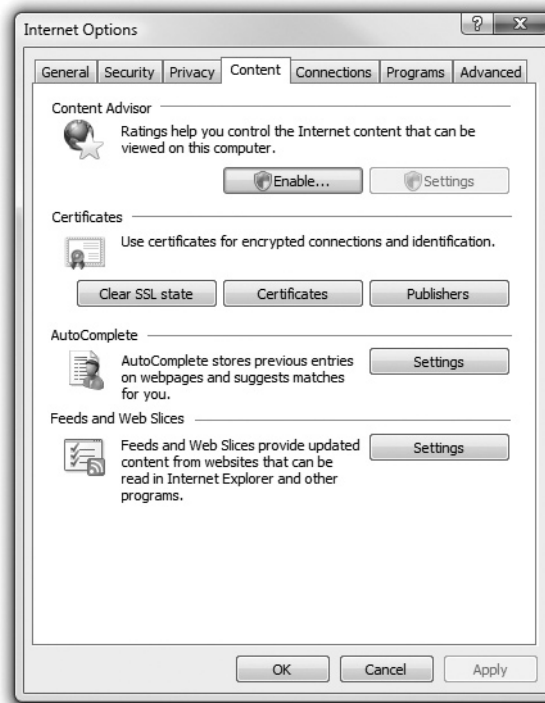 Internet Options
General Security Privacy Content Connections Programs Advanced
Content Advisor
Ratings help you control the Internet content that can be
viewed on this computer.
Enable... Settings
Certificates
Use certificates for encrypted connections and identification.
Clear SSL state Certificates Publishers
AutoComplete
AutoComplete stores previous entries
on webpages and suggests matches
for you.
Settings
Feeds and Web Slices
Feeds and Web Slices provide updated
content from websites that can be
read in Internet Explorer and other
programs.
Settings
OK Cancel Apply